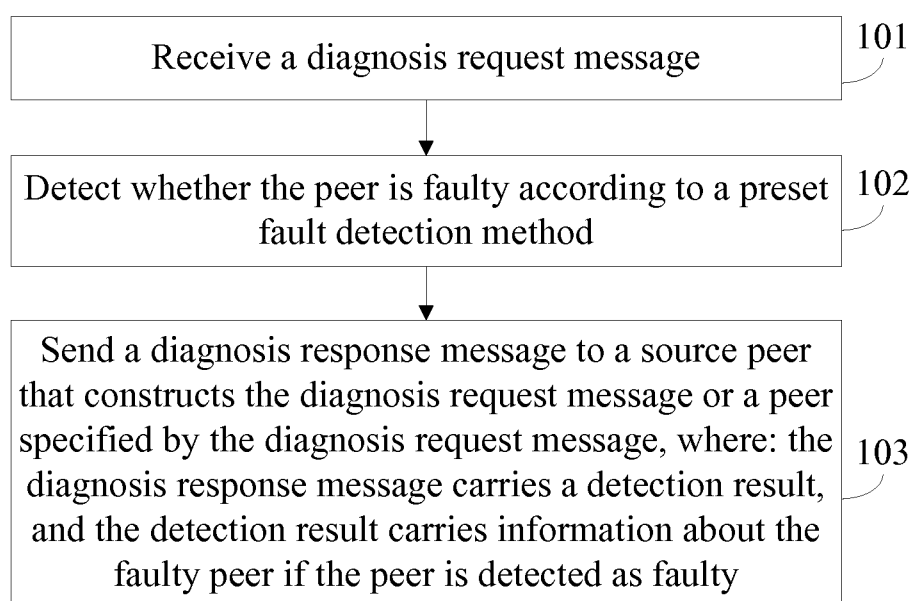 Receive a diagnosis request message
101
Detect whether the peer is faulty according to a preset
fault detection method
102
Send a diagnosis response message to a source peer
that constructs the diagnosis request message or a peer
specified by the diagnosis request message, where: the
diagnosis response message carries a detection result,
and the detection result carries information about the
faulty peer if the peer is detected as faulty
103